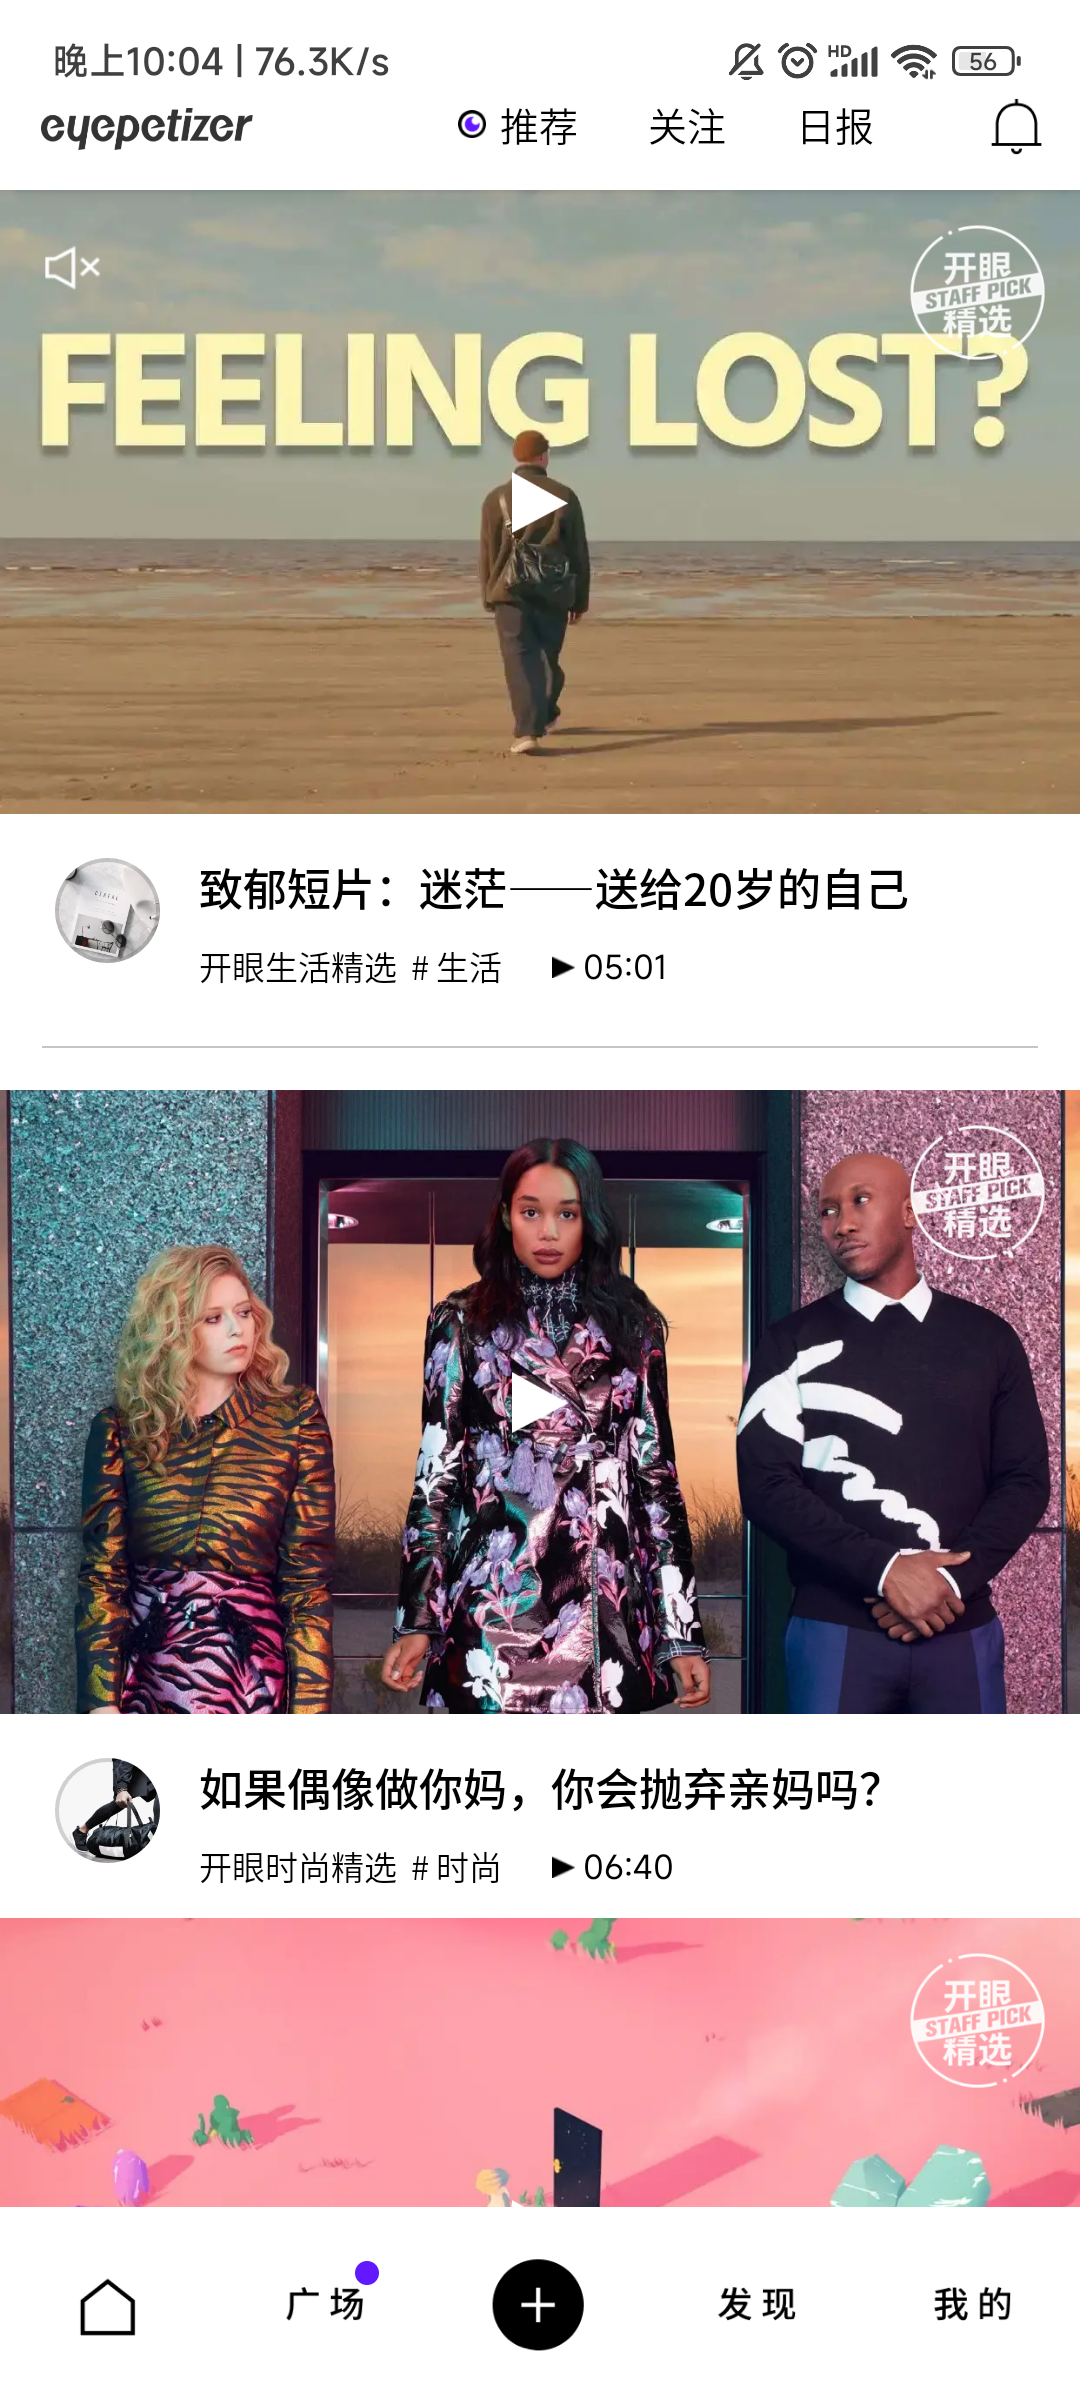 晚上10:04 | 76.3K/s
HD
56
eyepetizer
推荐
关注
日报
开眼
STAFF PICK
精选
FEELING LOST?
致郁短片：迷茫——送给20岁的自己
开眼生活精选 # 生活 05:01
开眼
STAFF PICK
精选
如果偶像做你妈，你会抛弃亲妈吗？
开眼时尚精选 # 时尚 06:40
开眼
STAFF PICK
精选
广场
发现
我的